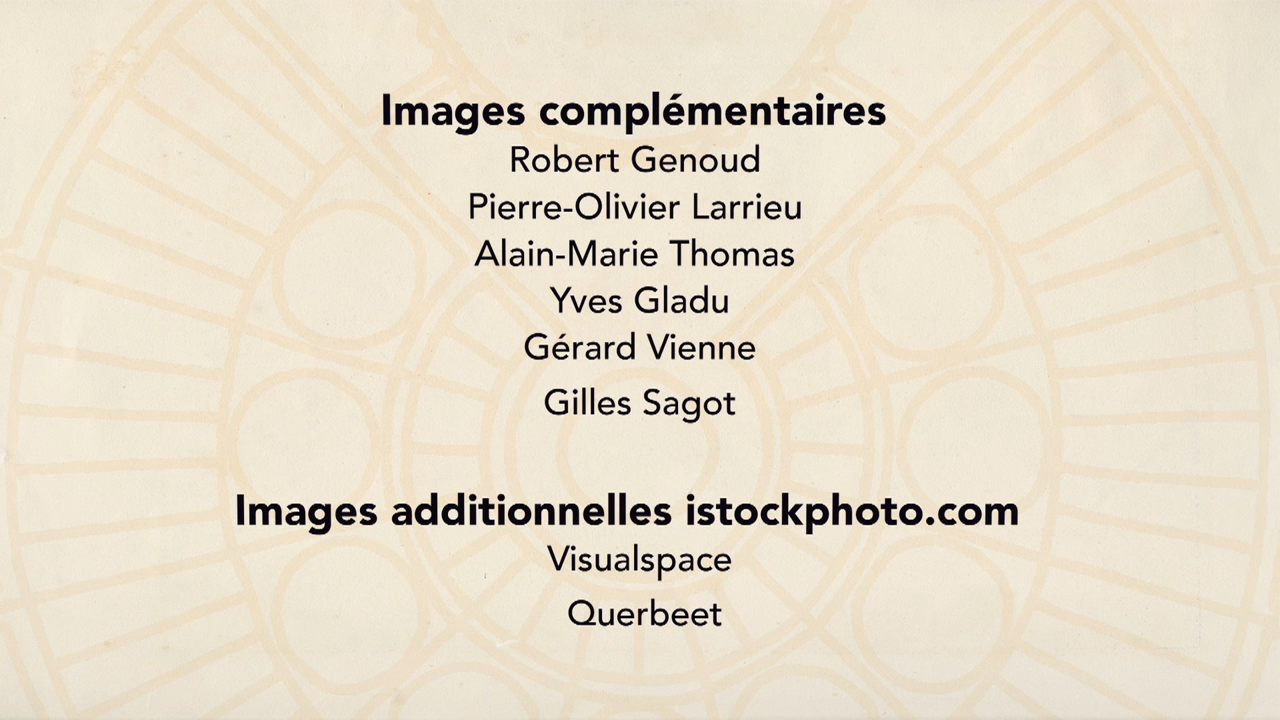 Images complémentaires
Robert Genoud
Pierre-Olivier Larrieu
Alain-Marie Thomas
Yves Gladu
Gérard Vienne
Gilles Sagot
Images additionnelles istockphoto.com
Visualspace
Querbeet